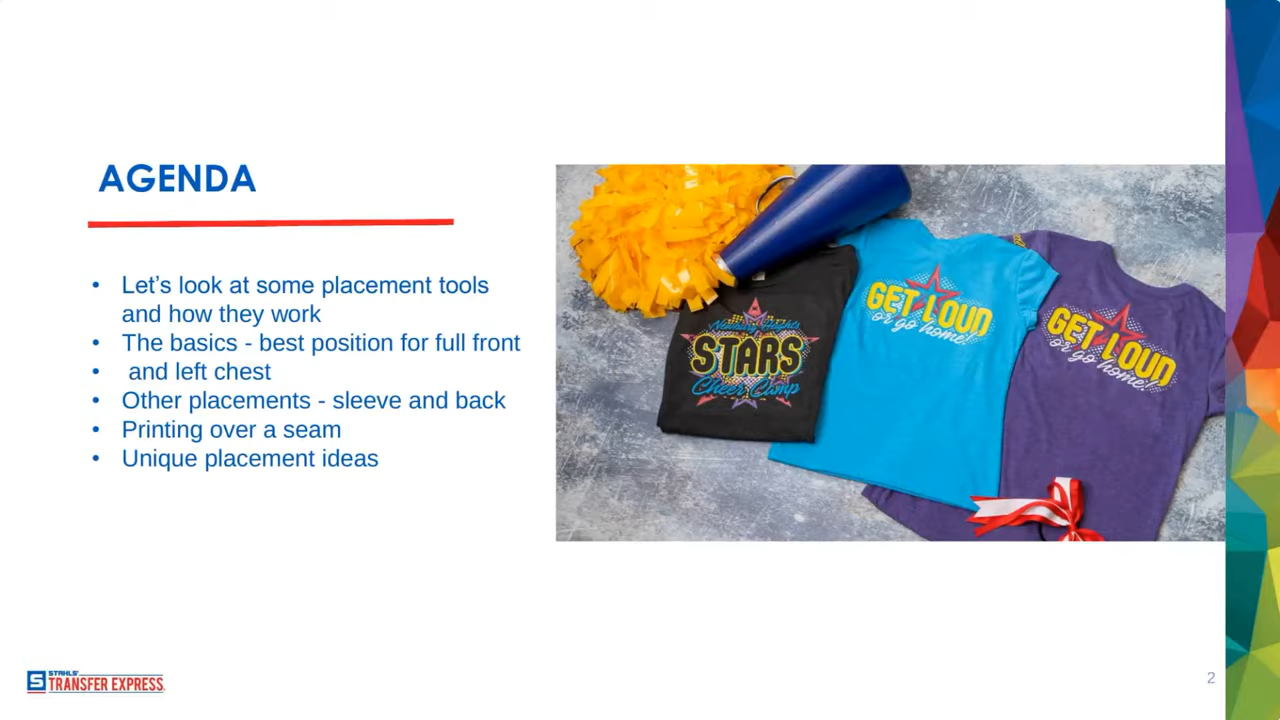 AGENDA
• Let’s look at some placement tools
and how they work
• The basics - best position for full front
• and left chest
• Other placements - sleeve and back
• Printing over a seam
• Unique placement ideas
Newbury Heights
STARS
Cheer Camp
GET LOUD
or go home!
GET LOUD
or go home!
S STAHLS'
TRANSFER EXPRESS
2